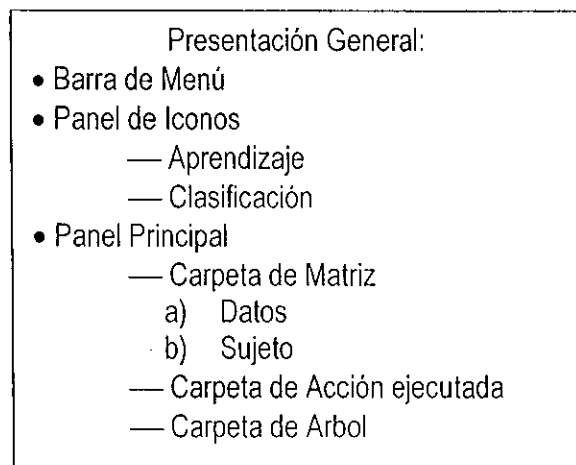 Presentación General:
• Barra de Menú
• Panel de Iconos
— Aprendizaje
— Clasificación
• Panel Principal
— Carpeta de Matriz
a) Datos
b) Sujeto
— Carpeta de Acción ejecutada
— Carpeta de Arbol